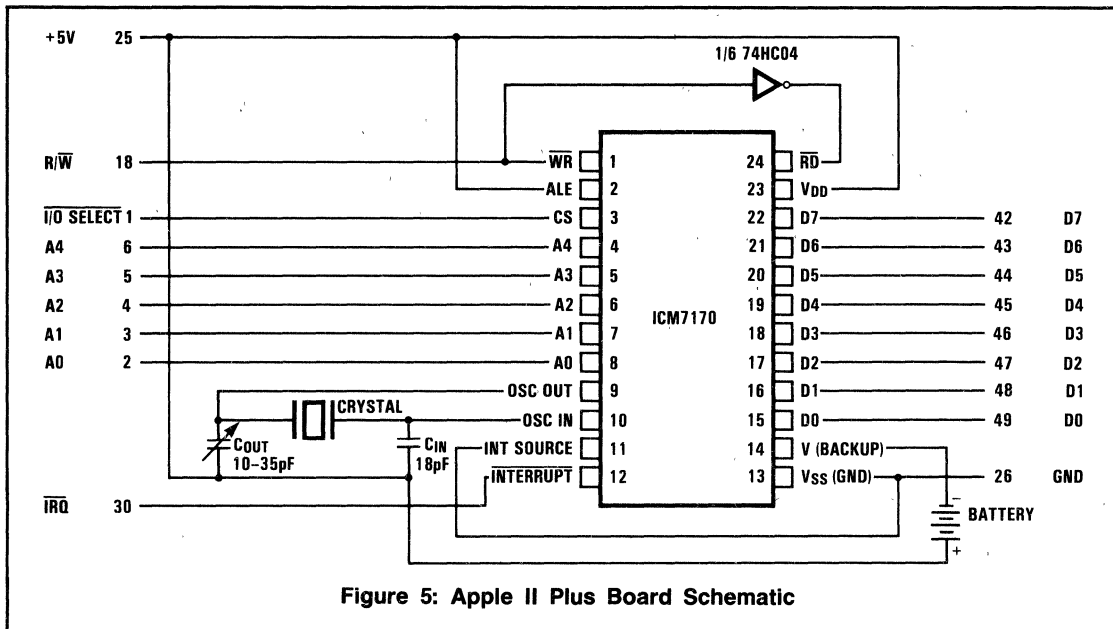 +5V 25
1/6 74HC04
R/W̅ 18 W̅R̅ 1 24 R̅D̅
ALE 2 23 VDD
I̅/̅O̅ ̅S̅E̅L̅E̅C̅T̅ 1 CS 3 22 D7 42 D7
A4 6 A4 4 21 D6 43 D6
A3 5 A3 5 20 D5 44 D5
A2 4 A2 6 19 D4 45 D4
ICM7170
A1 3 A1 7 18 D3 46 D3
A0 2 A0 8 17 D2 47 D2
OSC OUT 9 16 D1 48 D1
CRYSTAL OSC IN 10 15 D0 49 D0
COUT 10–35pF
CIN 18pF
INT SOURCE 11 14 V (BACKUP)
I̅N̅T̅E̅R̅R̅U̅P̅T̅ 12 13 VSS (GND) 26 GND
I̅R̅Q̅ 30
− BATTERY +
Figure 5: Apple II Plus Board Schematic